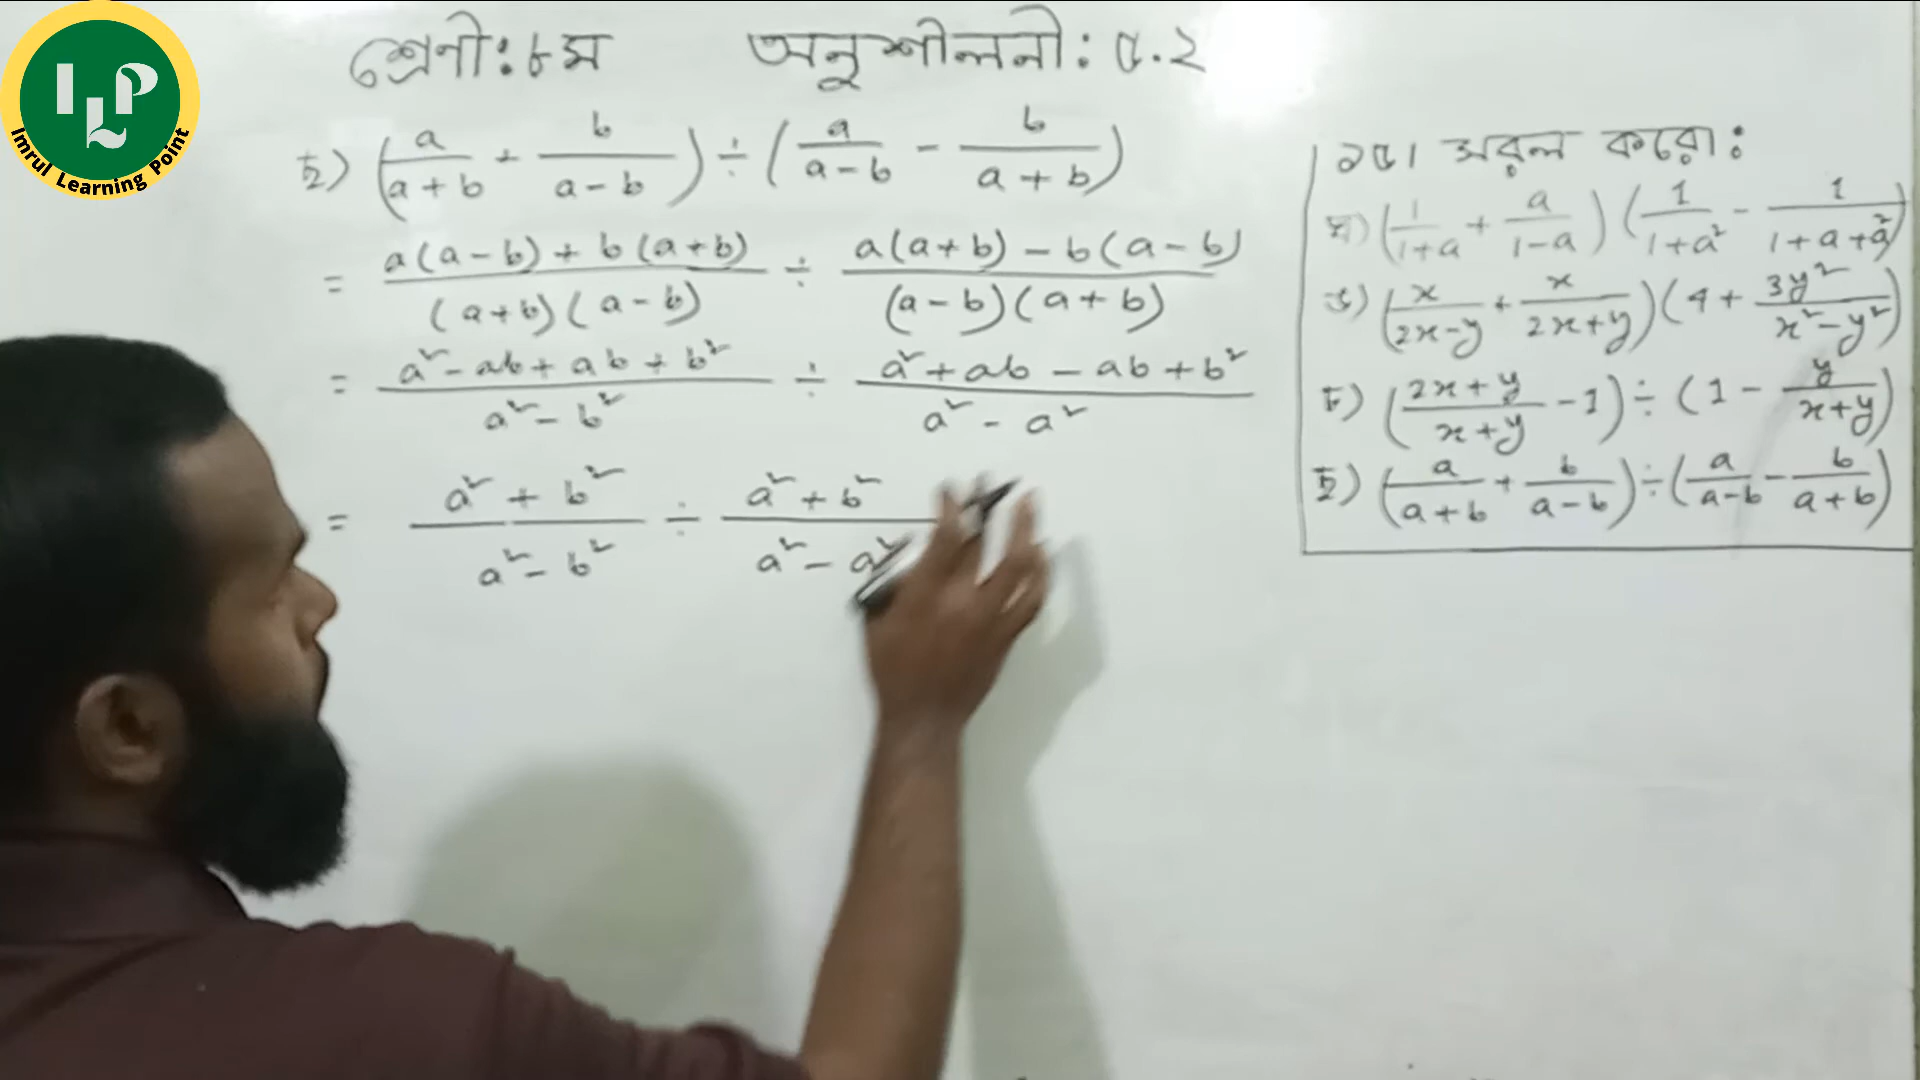 ILP
Imrul Learning Point
শ্রেণী: ৮ম অনুশীলনী: ৫.২
ছ) (a/(a+b) + b/(a-b)) ÷ (a/(a-b) - b/(a+b))
= (a(a-b)+b(a+b))/((a+b)(a-b)) ÷ (a(a+b)-b(a-b))/((a-b)(a+b))
= (a²-ab+ab+b²)/(a²-b²) ÷ (a²+ab-ab+b²)/(a²-a²)
= (a²+b²)/(a²-b²) ÷ (a²+b²)/(a²-a²)
১৫। সরল করো:
ঘ) (1/(1+a) + a/(1-a)) (1/(1+a²) - 1/(1+a+a²))
ঙ) (x/(2x-y) + x/(2x+y)) (4 + 3y²/(x²-y²))
চ) ((2x+y)/(x+y) - 1) ÷ (1 - y/(x+y))
ছ) (a/(a+b) + b/(a-b)) ÷ (a/(a-b) - b/(a+b))